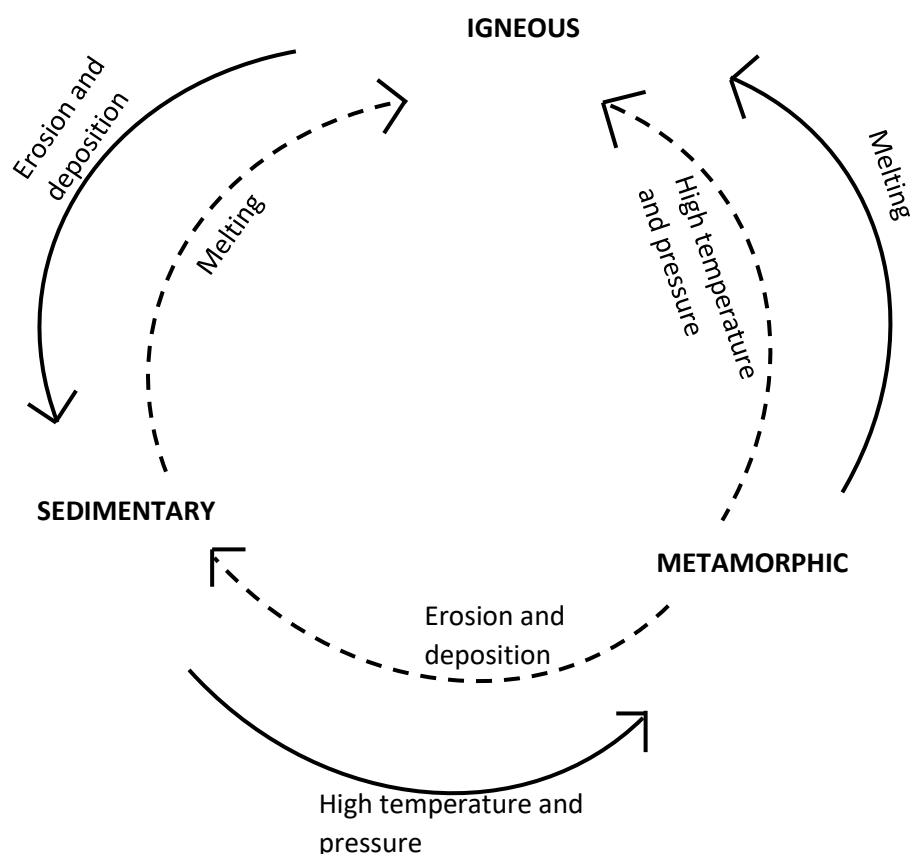 IGNEOUS
Erosion and
deposition
Melting
High temperature
and pressure
Melting
SEDIMENTARY
METAMORPHIC
Erosion and
deposition
High temperature and
pressure